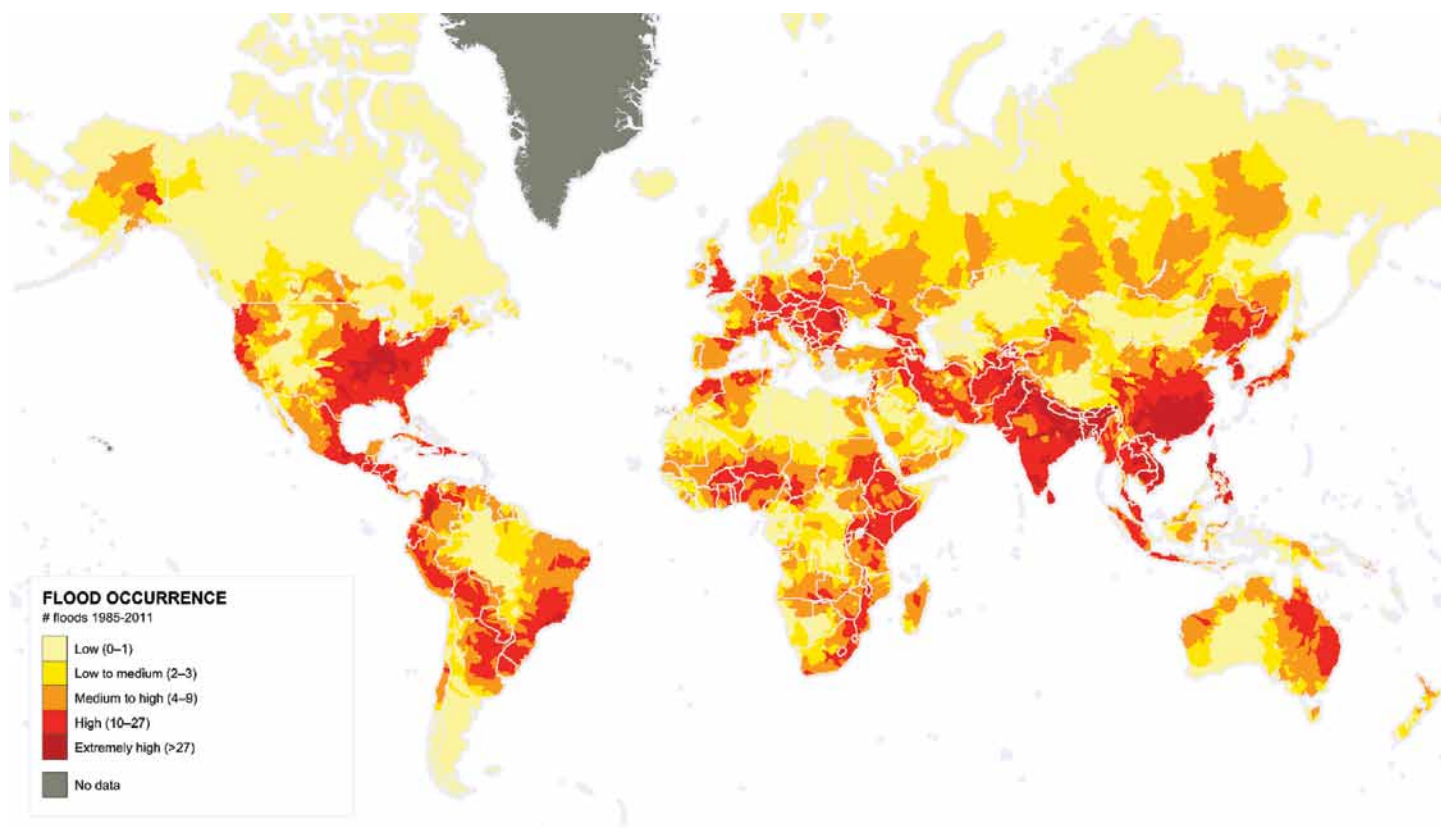 FLOOD OCCURRENCE
# floods 1985-2011
Low (0–1)
Low to medium (2–3)
Medium to high (4–9)
High (10–27)
Extremely high (>27)
No data